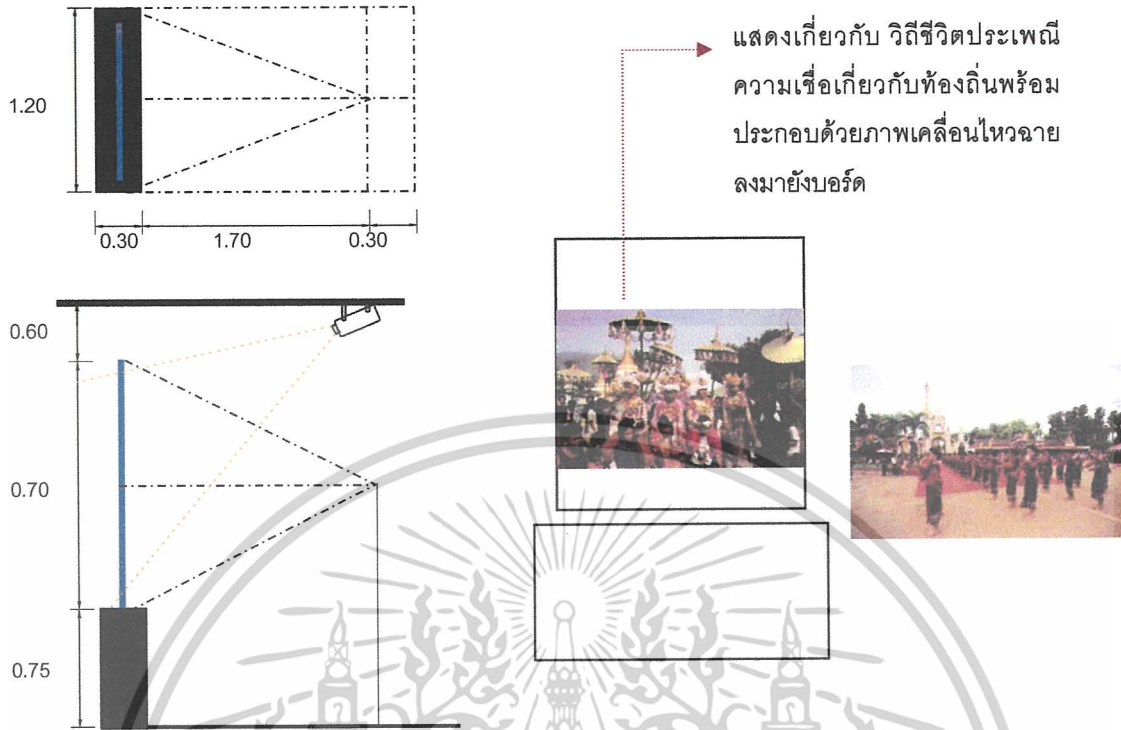 แสดงเกี่ยวกับ วิถีชีวิตประเพณี
ความเชื่อเกี่ยวกับท้องถิ่นพร้อม
ประกอบด้วยภาพเคลื่อนไหวฉาย
ลงมายังบอร์ด
1.20
0.30 1.70 0.30
0.60
0.70
0.75